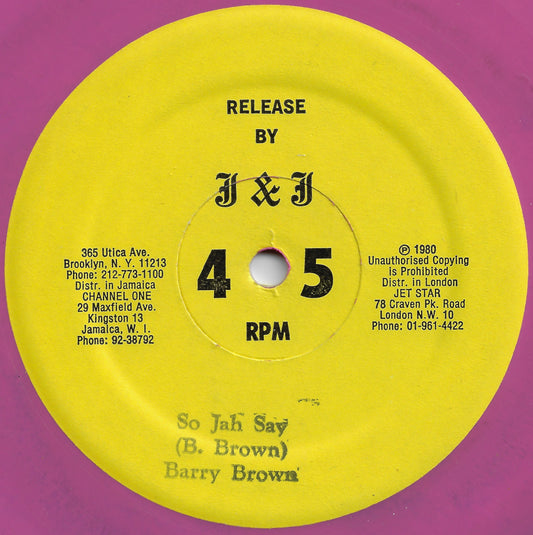 RELEASE
BY
J & J
365 Utica Ave.
Brooklyn, N. Y. 11213
Phone: 212-773-1100
Distr. in Jamaica
CHANNEL ONE
29 Maxfield Ave.
Kingston 13
Jamaica, W. I.
Phone: 92-38792
45
RPM
℗ 1980
Unauthorised Copying
is Prohibited
Distr. in London
JET STAR
78 Craven Pk. Road
London N.W. 10
Phone: 01-961-4422
So Jah Say
(B. Brown)
Barry Brown